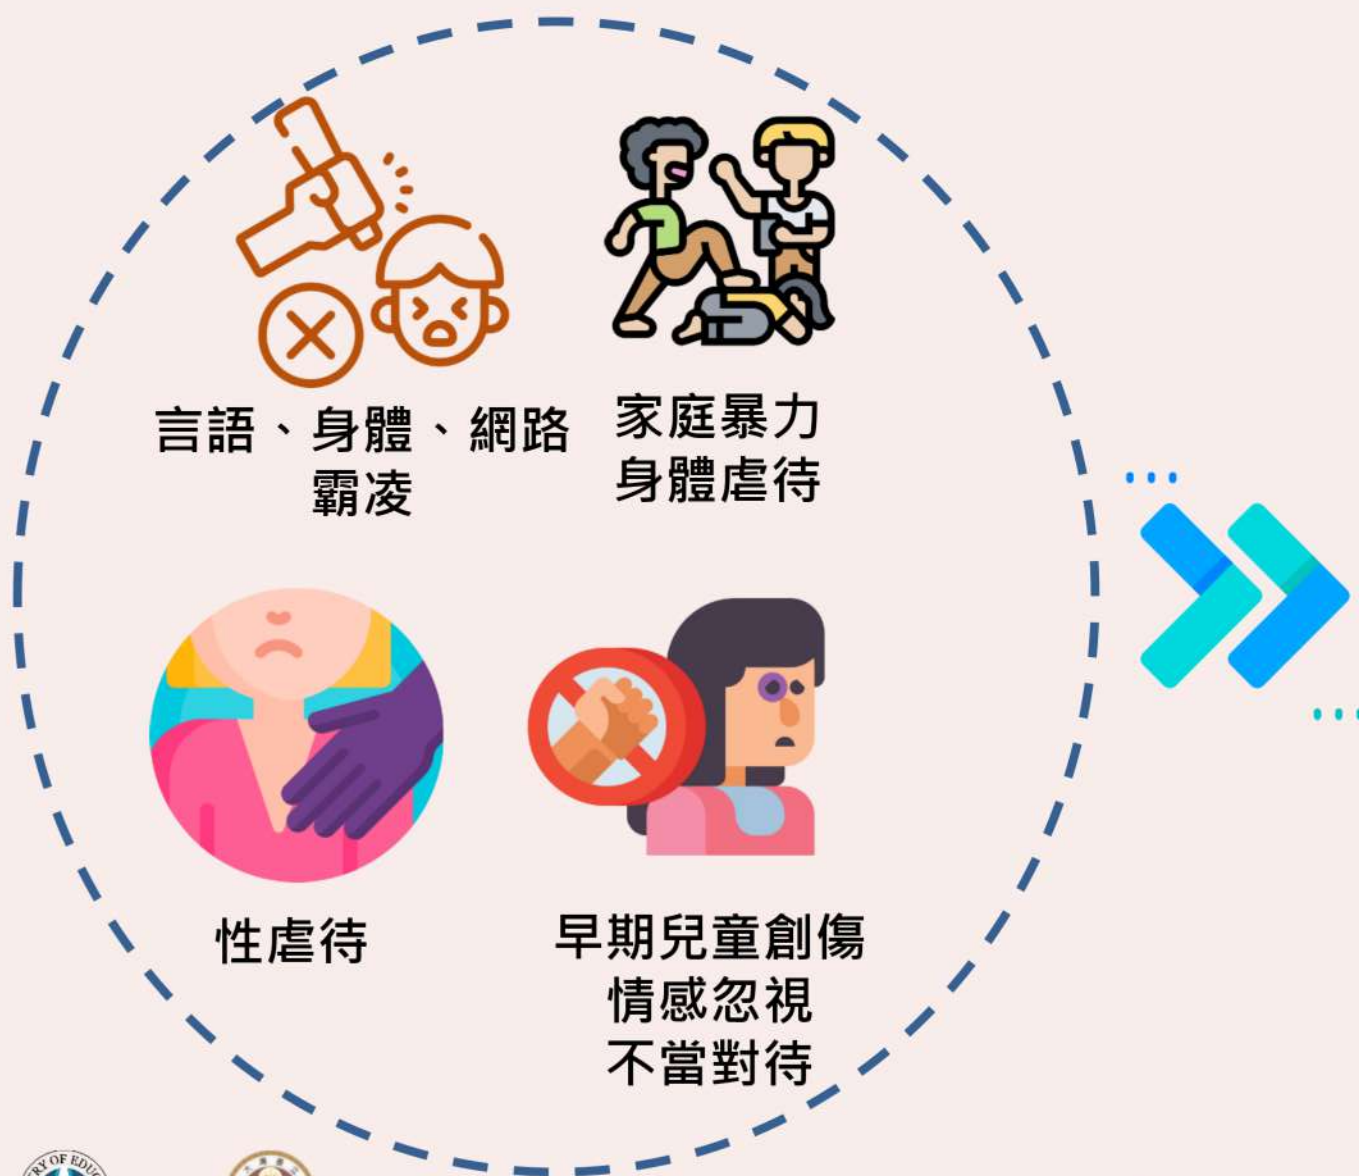 言語、身體、網路
霸凌
家庭暴力
身體虐待
性虐待
早期兒童創傷
情感忽視
不當對待